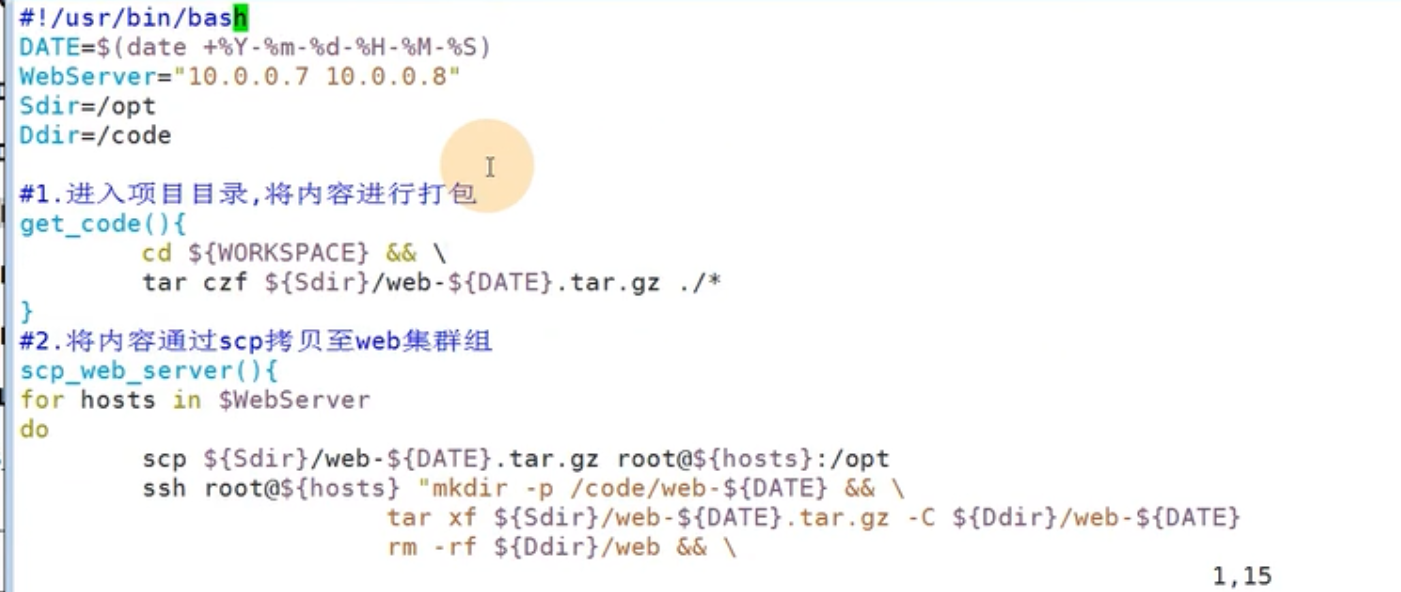 #!/usr/bin/bash
DATE=$(date +%Y-%m-%d-%H-%M-%S)
WebServer="10.0.0.7 10.0.0.8"
Sdir=/opt
Ddir=/code
#1.进入项目目录,将内容进行打包
get_code(){
cd ${WORKSPACE} && \
tar czf ${Sdir}/web-${DATE}.tar.gz ./*
}
#2.将内容通过scp拷贝至web集群组
scp_web_server(){
for hosts in $WebServer
do
scp ${Sdir}/web-${DATE}.tar.gz root@${hosts}:/opt
ssh root@${hosts} "mkdir -p /code/web-${DATE} && \
tar xf ${Sdir}/web-${DATE}.tar.gz -C ${Ddir}/web-${DATE}
rm -rf ${Ddir}/web && \
1,15